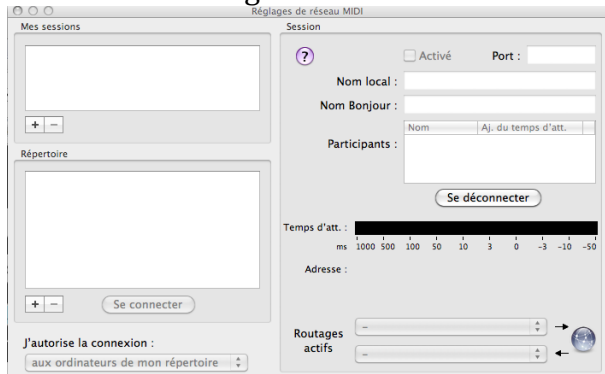 Réglages de réseau MIDI
Mes sessions
+ −
Répertoire
+ −
Se connecter
J'autorise la connexion :
aux ordinateurs de mon répertoire
Session
?
Activé
Port :
Nom local :
Nom Bonjour :
Participants :
Nom
Aj. du temps d'att.
Se déconnecter
Temps d'att. :
ms 1000 500 100 50 10 3 0 -3 -10 -50
Adresse :
Routages
actifs
–
–